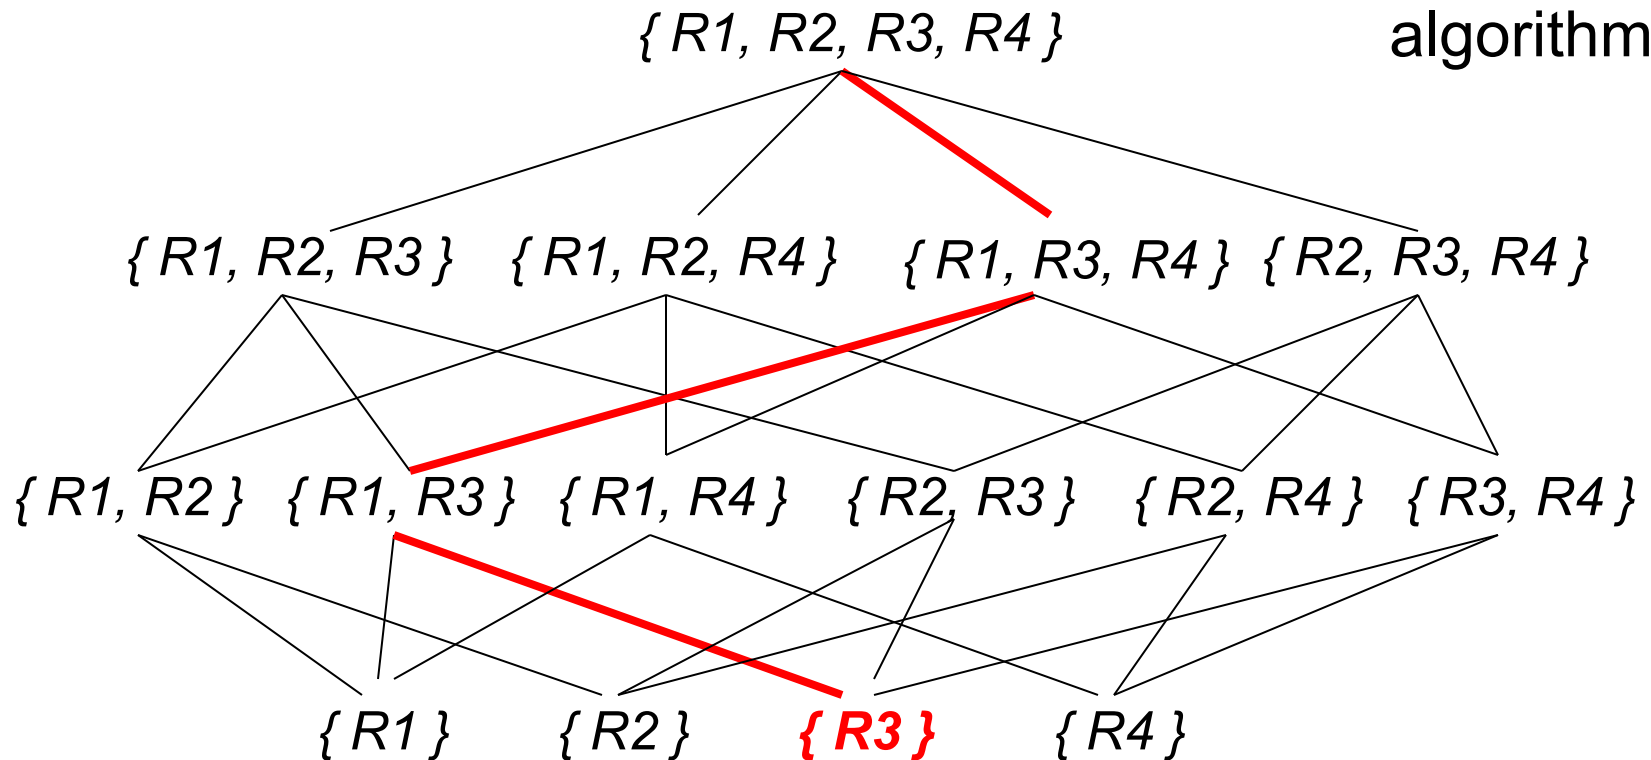 { R1, R2, R3, R4 }
algorithm
{ R1, R2, R3 }
{ R1, R2, R4 }
{ R1, R3, R4 }
{ R2, R3, R4 }
{ R1, R2 }
{ R1, R3 }
{ R1, R4 }
{ R2, R3 }
{ R2, R4 }
{ R3, R4 }
{ R1 }
{ R2 }
{ R3 }
{ R4 }